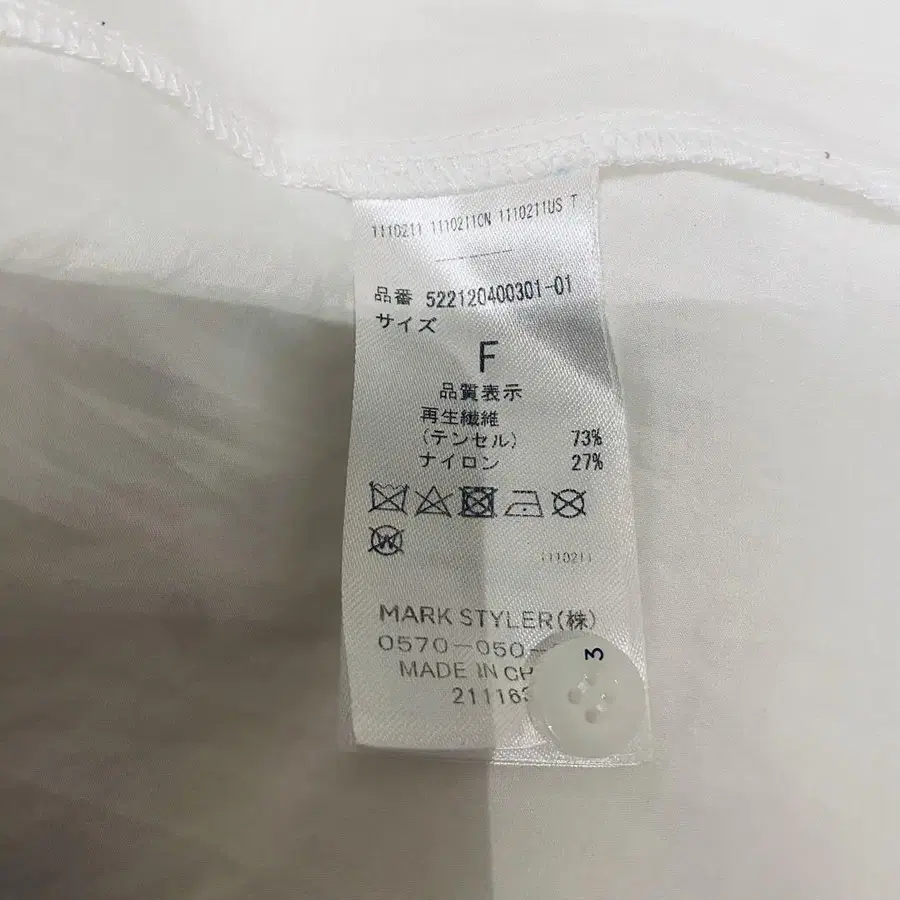 1110211 1110211CN 1110211US T
品番 522120400301-01
サイズ
F
品質表示
再生繊維
(テンセル) 73%
ナイロン 27%
W
1110211
MARK STYLER(株)
0570-050-
MADE IN CH
21116
3